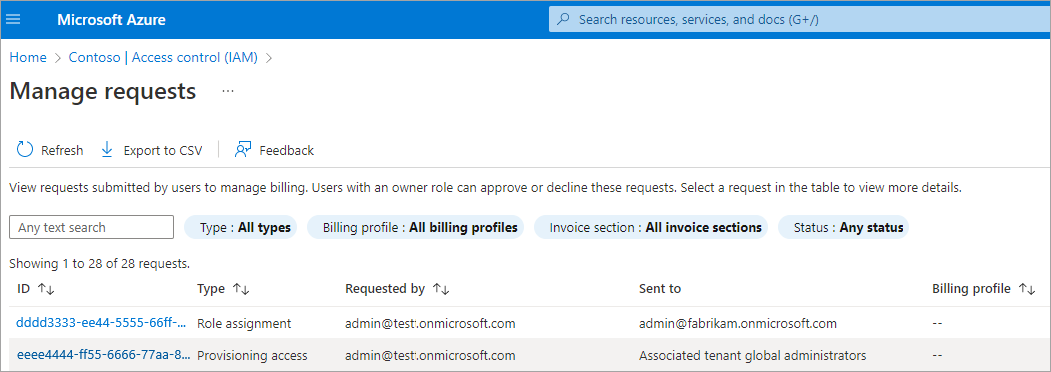 Microsoft Azure
Search resources, services, and docs (G+/)
Home > Contoso | Access control (IAM) >
Manage requests ...
Refresh Export to CSV Feedback
View requests submitted by users to manage billing. Users with an owner role can approve or decline these requests. Select a request in the table to view more details.
Any text search Type : All types Billing profile : All billing profiles Invoice section : All invoice sections Status : Any status
Showing 1 to 28 of 28 requests.
ID ↑↓ Type ↑↓ Requested by ↑↓ Sent to Billing profile ↑↓
dddd3333-ee44-5555-66ff-... Role assignment admin@test.onmicrosoft.com admin@fabrikam.onmicrosoft.com --
eeee4444-ff55-6666-77aa-8... Provisioning access admin@test.onmicrosoft.com Associated tenant global administrators --